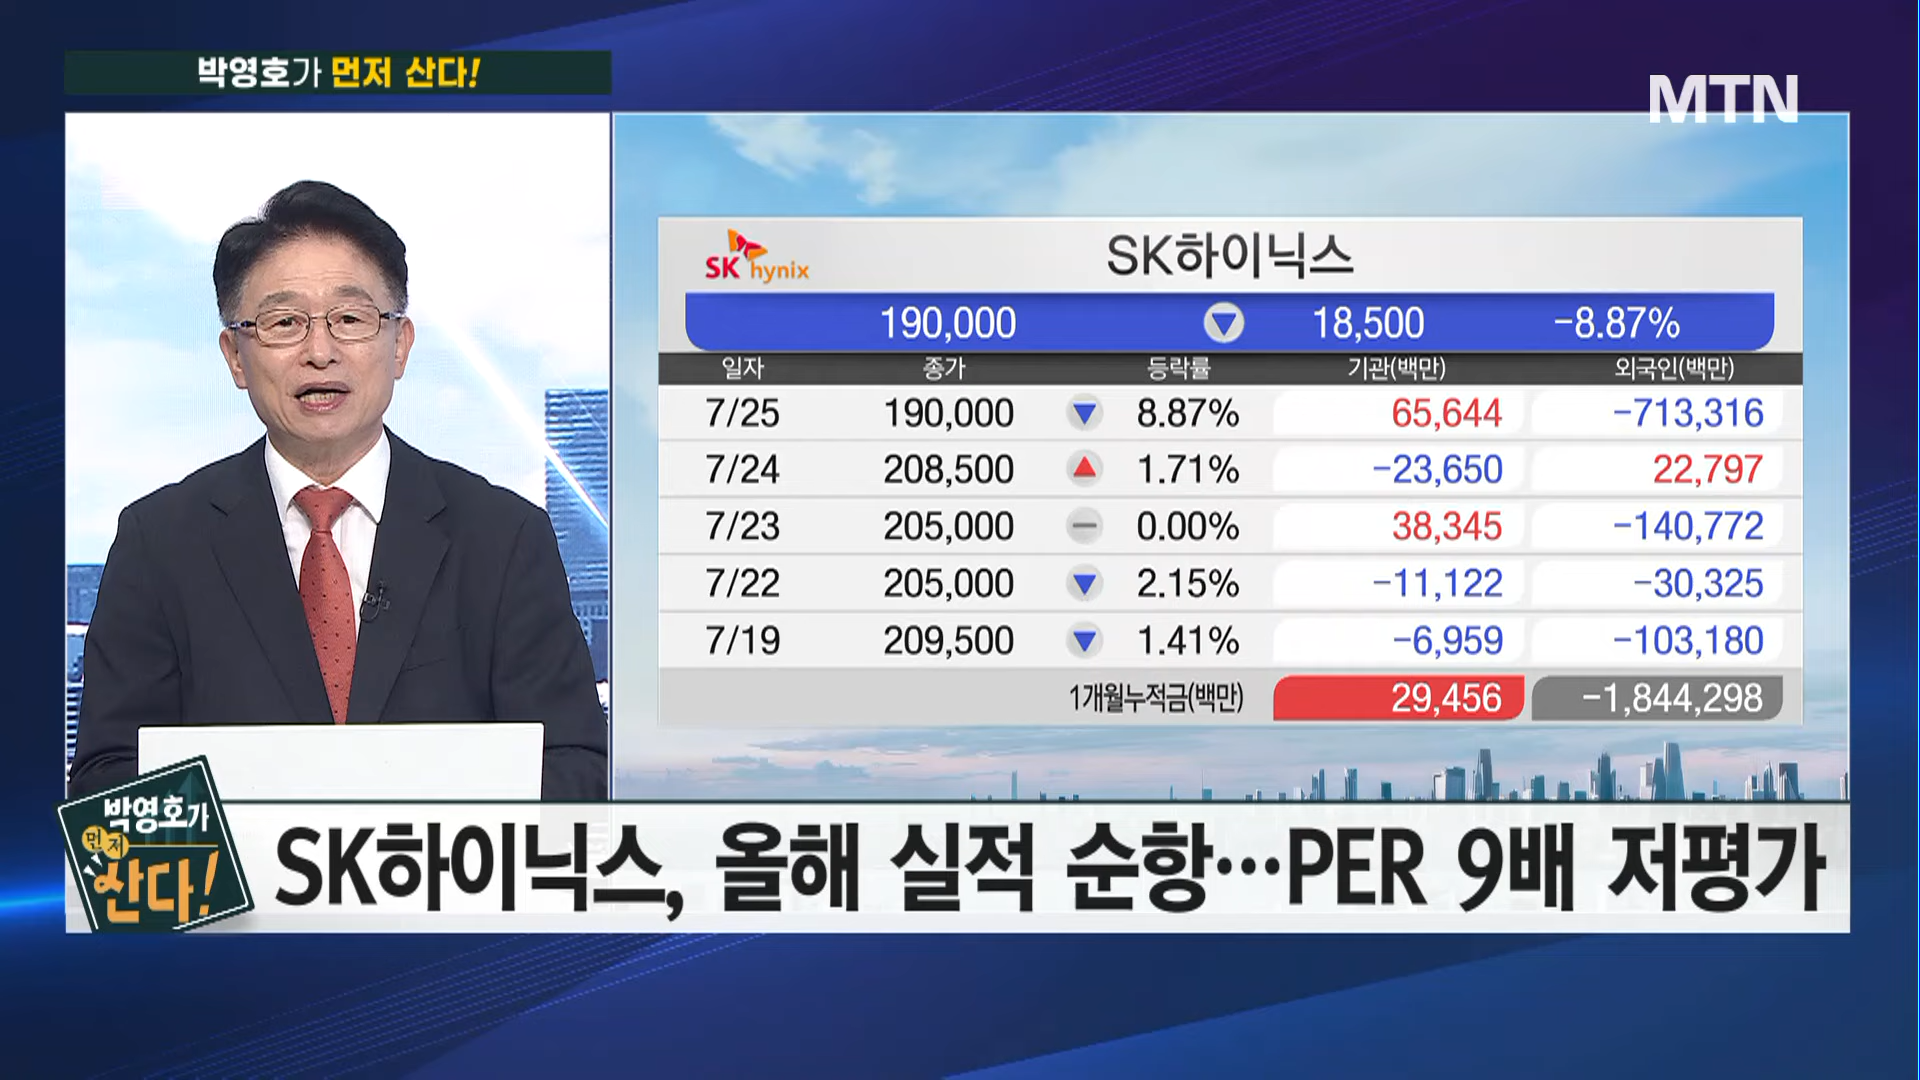 박영호가 먼저 산다!
MTN
SK hynix
SK하이닉스
190,000 ▼ 18,500 -8.87%
일자 종가 등락률 기관(백만) 외국인(백만)
7/25 190,000 ▼ 8.87% 65,644 -713,316
7/24 208,500 ▲ 1.71% -23,650 22,797
7/23 205,000 − 0.00% 38,345 -140,772
7/22 205,000 ▼ 2.15% -11,122 -30,325
7/19 209,500 ▼ 1.41% -6,959 -103,180
1개월누적금(백만) 29,456 -1,844,298
박영호가
먼저
산다!
SK하이닉스, 올해 실적 순항…PER 9배 저평가